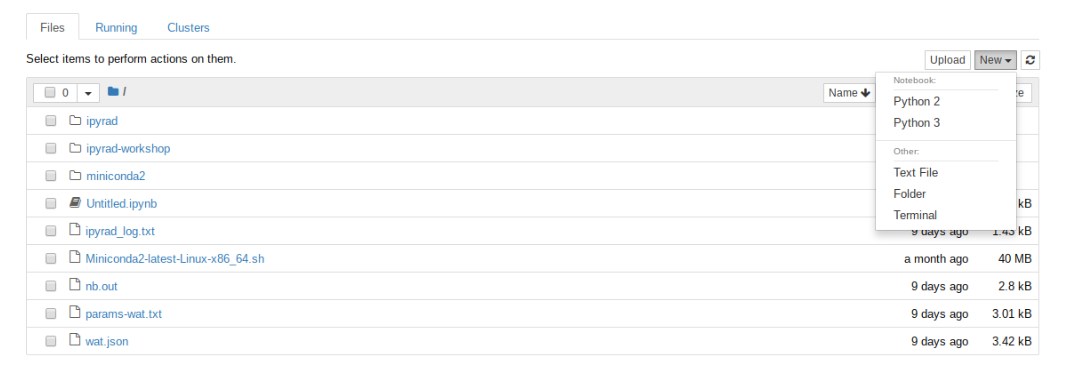 Files Running Clusters
Select items to perform actions on them. Upload New
0 / Name
Notebook:
ipyrad Python 2
Python 3
ipyrad-workshop Other:
miniconda2 Text File
Untitled.ipynb Folder kB
Terminal
ipyrad_log.txt 9 days ago 1.43 kB
Miniconda2-latest-Linux-x86_64.sh a month ago 40 MB
nb.out 9 days ago 2.8 kB
params-wat.txt 9 days ago 3.01 kB
wat.json 9 days ago 3.42 kB